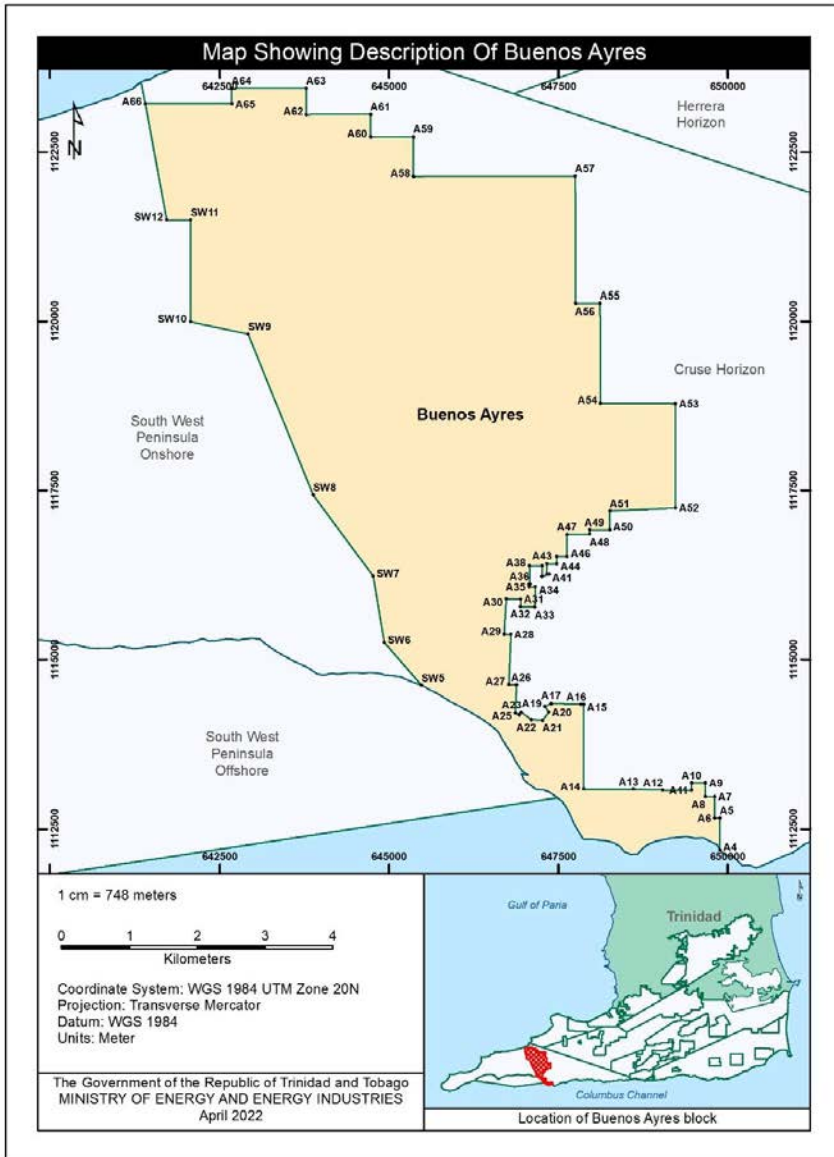 Map Showing Description Of Buenos Ayres
642500
645000
647500
650000
A64
A63
A66
A65
A62
A61
A60
A59
Herrera
Horizon
N
1122500
1122500
A58
A57
SW12
SW11
A55
A56
1120000
1120000
SW10
SW9
Cruse Horizon
A54
A53
Buenos Ayres
South West
Peninsula
Onshore
1117500
1117500
SW8
A51
A52
A49
A50
A47
A48
A43
A46
A38
A44
A36
A41
SW7
A35
A34
A30
A31
A32
A33
A29
A28
SW6
1115000
1115000
SW5
A27
A26
A17
A16
A19
A23
A20
A15
A25
A22
A21
South West
Peninsula
Offshore
A10
A9
A14
A13
A12
A11
A8
A7
A5
A6
1112500
1112500
A4
642500
645000
647500
650000
1 cm = 748 meters
0 1 2 3 4
Kilometers
Coordinate System: WGS 1984 UTM Zone 20N
Projection: Transverse Mercator
Datum: WGS 1984
Units: Meter
The Government of the Republic of Trinidad and Tobago
MINISTRY OF ENERGY AND ENERGY INDUSTRIES
April 2022
Gulf of Paria
Trinidad
Columbus Channel
Location of Buenos Ayres block